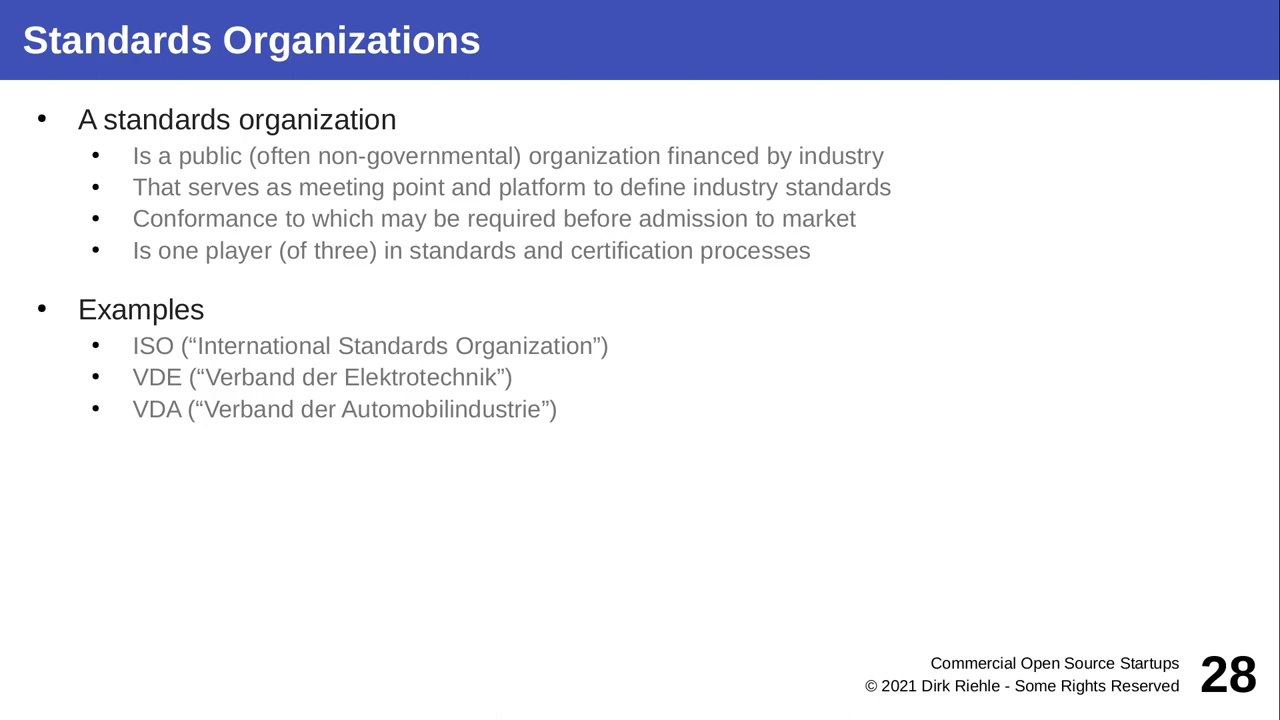 Standards Organizations
• A standards organization
• Is a public (often non-governmental) organization financed by industry
• That serves as meeting point and platform to define industry standards
• Conformance to which may be required before admission to market
• Is one player (of three) in standards and certification processes
• Examples
• ISO (“International Standards Organization”)
• VDE (“Verband der Elektrotechnik”)
• VDA (“Verband der Automobilindustrie”)
Commercial Open Source Startups
© 2021 Dirk Riehle - Some Rights Reserved
28